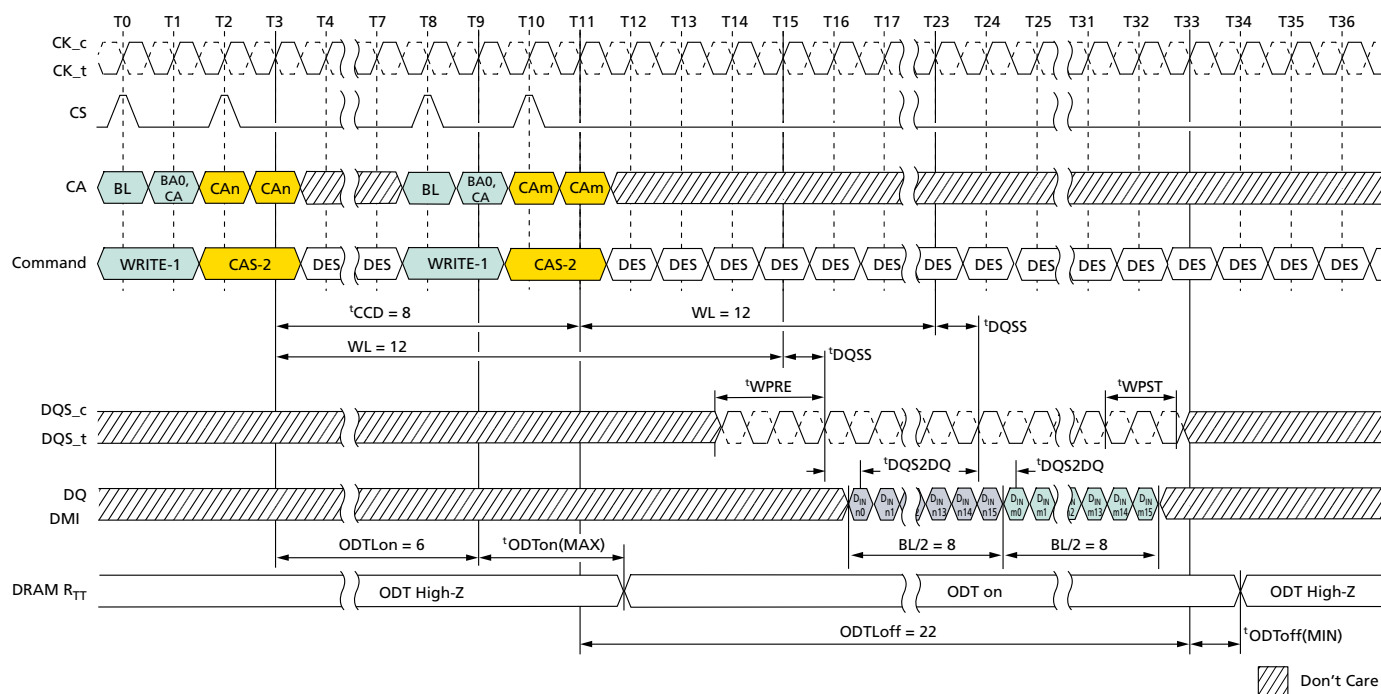 T0 T1 T2 T3 T4 T7 T8 T9 T10 T11 T12 T13 T14 T15 T16 T17 T23 T24 T25 T31 T32 T33 T34 T35 T36
CK_c
CK_t
CS
CA BL BA0, CA CAn CAn BL BA0, CA CAm CAm
Command WRITE-1 CAS-2 DES DES WRITE-1 CAS-2 DES DES DES DES DES DES DES DES DES DES DES DES DES DES DES
tCCD = 8 WL = 12 tDQSS
WL = 12 tDQSS
tWPRE tWPST
DQS_c
DQS_t
tDQS2DQ tDQS2DQ
DQ
DMI
DIN n0 DIN n1 DIN n13 DIN n14 DIN n15 DIN m0 DIN m1 DIN m13 DIN m14 DIN m15
ODTLon = 6 tODTon(MAX) BL/2 = 8 BL/2 = 8
DRAM RTT ODT High-Z ODT on ODT High-Z
ODTLoff = 22 tODToff(MIN)
Don't Care